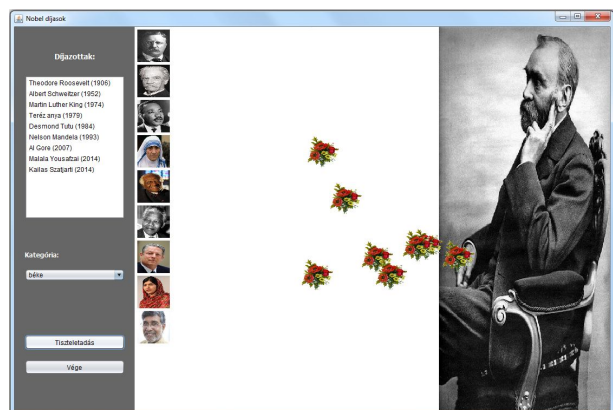 Nobel díjasok
Díjazottak:
Theodore Roosevelt (1906)
Albert Schweitzer (1952)
Martin Luther King (1974)
Teréz anya (1979)
Desmond Tutu (1984)
Nelson Mandela (1993)
Al Gore (2007)
Malala Yousafzai (2014)
Kailas Szatjarti (2014)
Kategória:
béke
Tiszteletadás
Vége